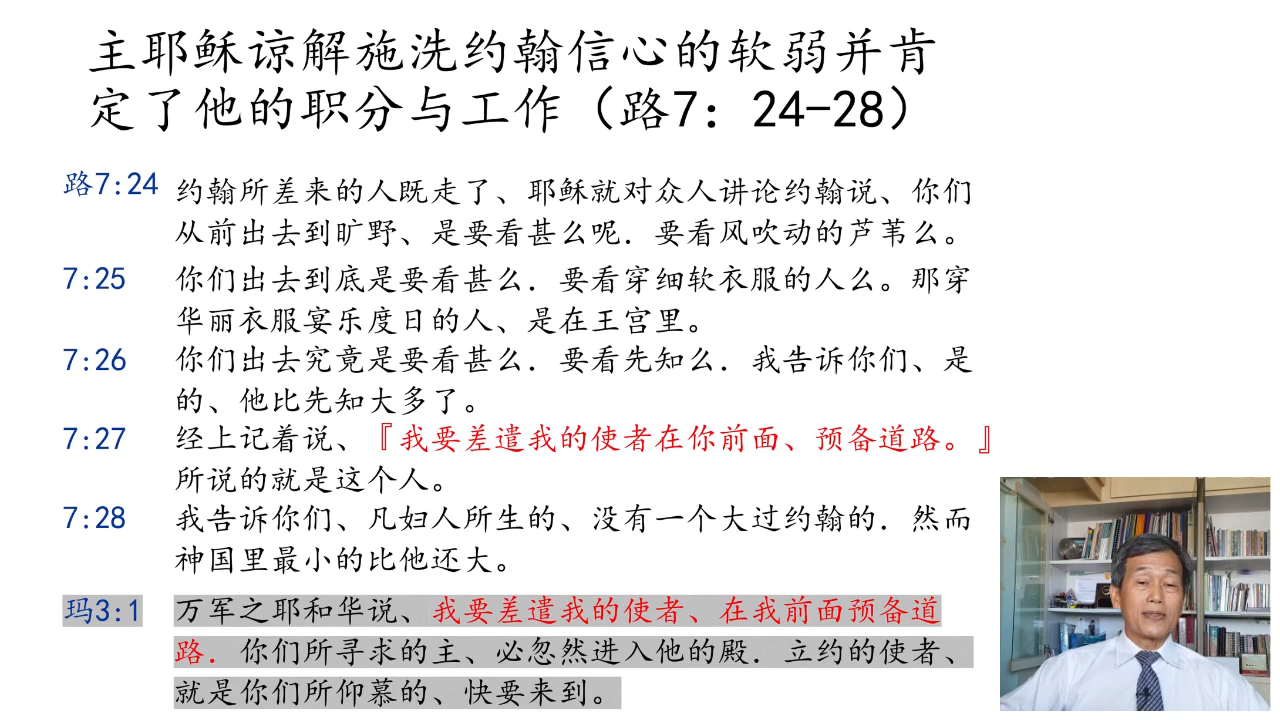 主耶稣谅解施洗约翰信心的软弱并肯
定了他的职分与工作（路7：24-28）
路7:24 约翰所差来的人既走了、耶稣就对众人讲论约翰说、你们
从前出去到旷野、是要看甚么呢．要看风吹动的芦苇么。
7:25 你们出去到底是要看甚么．要看穿细软衣服的人么。那穿
华丽衣服宴乐度日的人、是在王宫里。
7:26 你们出去究竟是要看甚么．要看先知么．我告诉你们、是
的、他比先知大多了。
7:27 经上记着说、『我要差遣我的使者在你前面、预备道路。』
所说的就是这个人。
7:28 我告诉你们、凡妇人所生的、没有一个大过约翰的．然而
神国里最小的比他还大。
玛3:1 万军之耶和华说、我要差遣我的使者、在我前面预备道
路．你们所寻求的主、必忽然进入他的殿．立约的使者、
就是你们所仰慕的、快要来到。
4